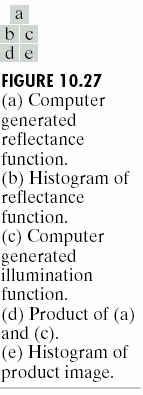 a
b c
d e
FIGURE 10.27
(a) Computer
generated
reflectance
function.
(b) Histogram of
reflectance
function.
(c) Computer
generated
illumination
function.
(d) Product of (a)
and (c).
(e) Histogram of
product image.